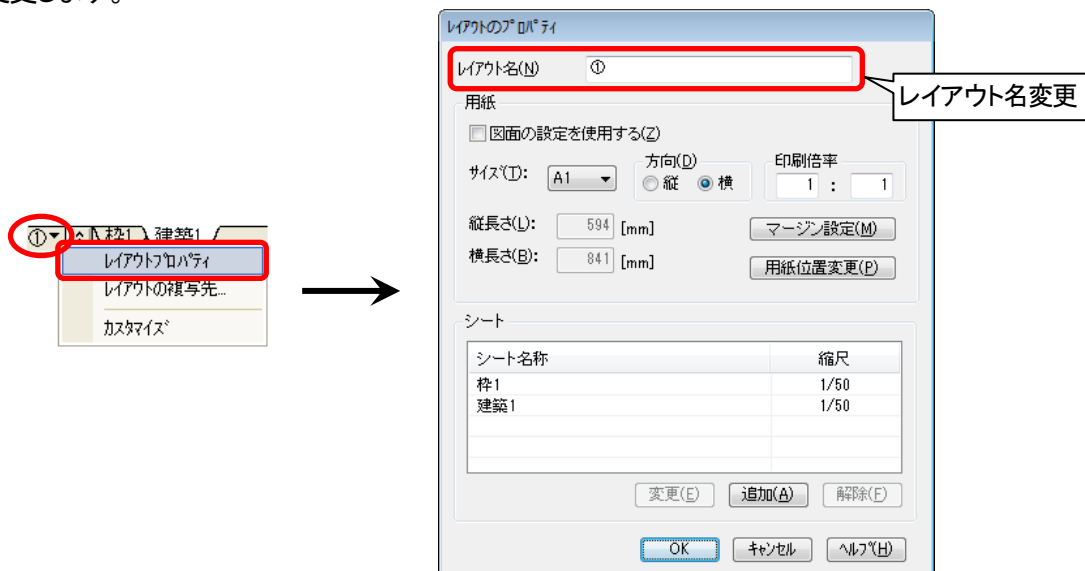 変更します。
レイアウトのプロパティ
レイアウト名(N) ①
レイアウト名変更
用紙
図面の設定を使用する(Z)
サイズ(T): A1
方向(D)
縦 横
印刷倍率
1 : 1
縦長さ(L): 594 [mm]
マージン設定(M)
横長さ(B): 841 [mm]
用紙位置変更(P)
①▼ 枠1 建築1
レイアウトプロパティ
レイアウトの複写先...
カスタマイズ
シート
シート名称 縮尺
枠1 1/50
建築1 1/50
変更(E) 追加(A) 解除(F)
OK キャンセル ヘルプ(H)